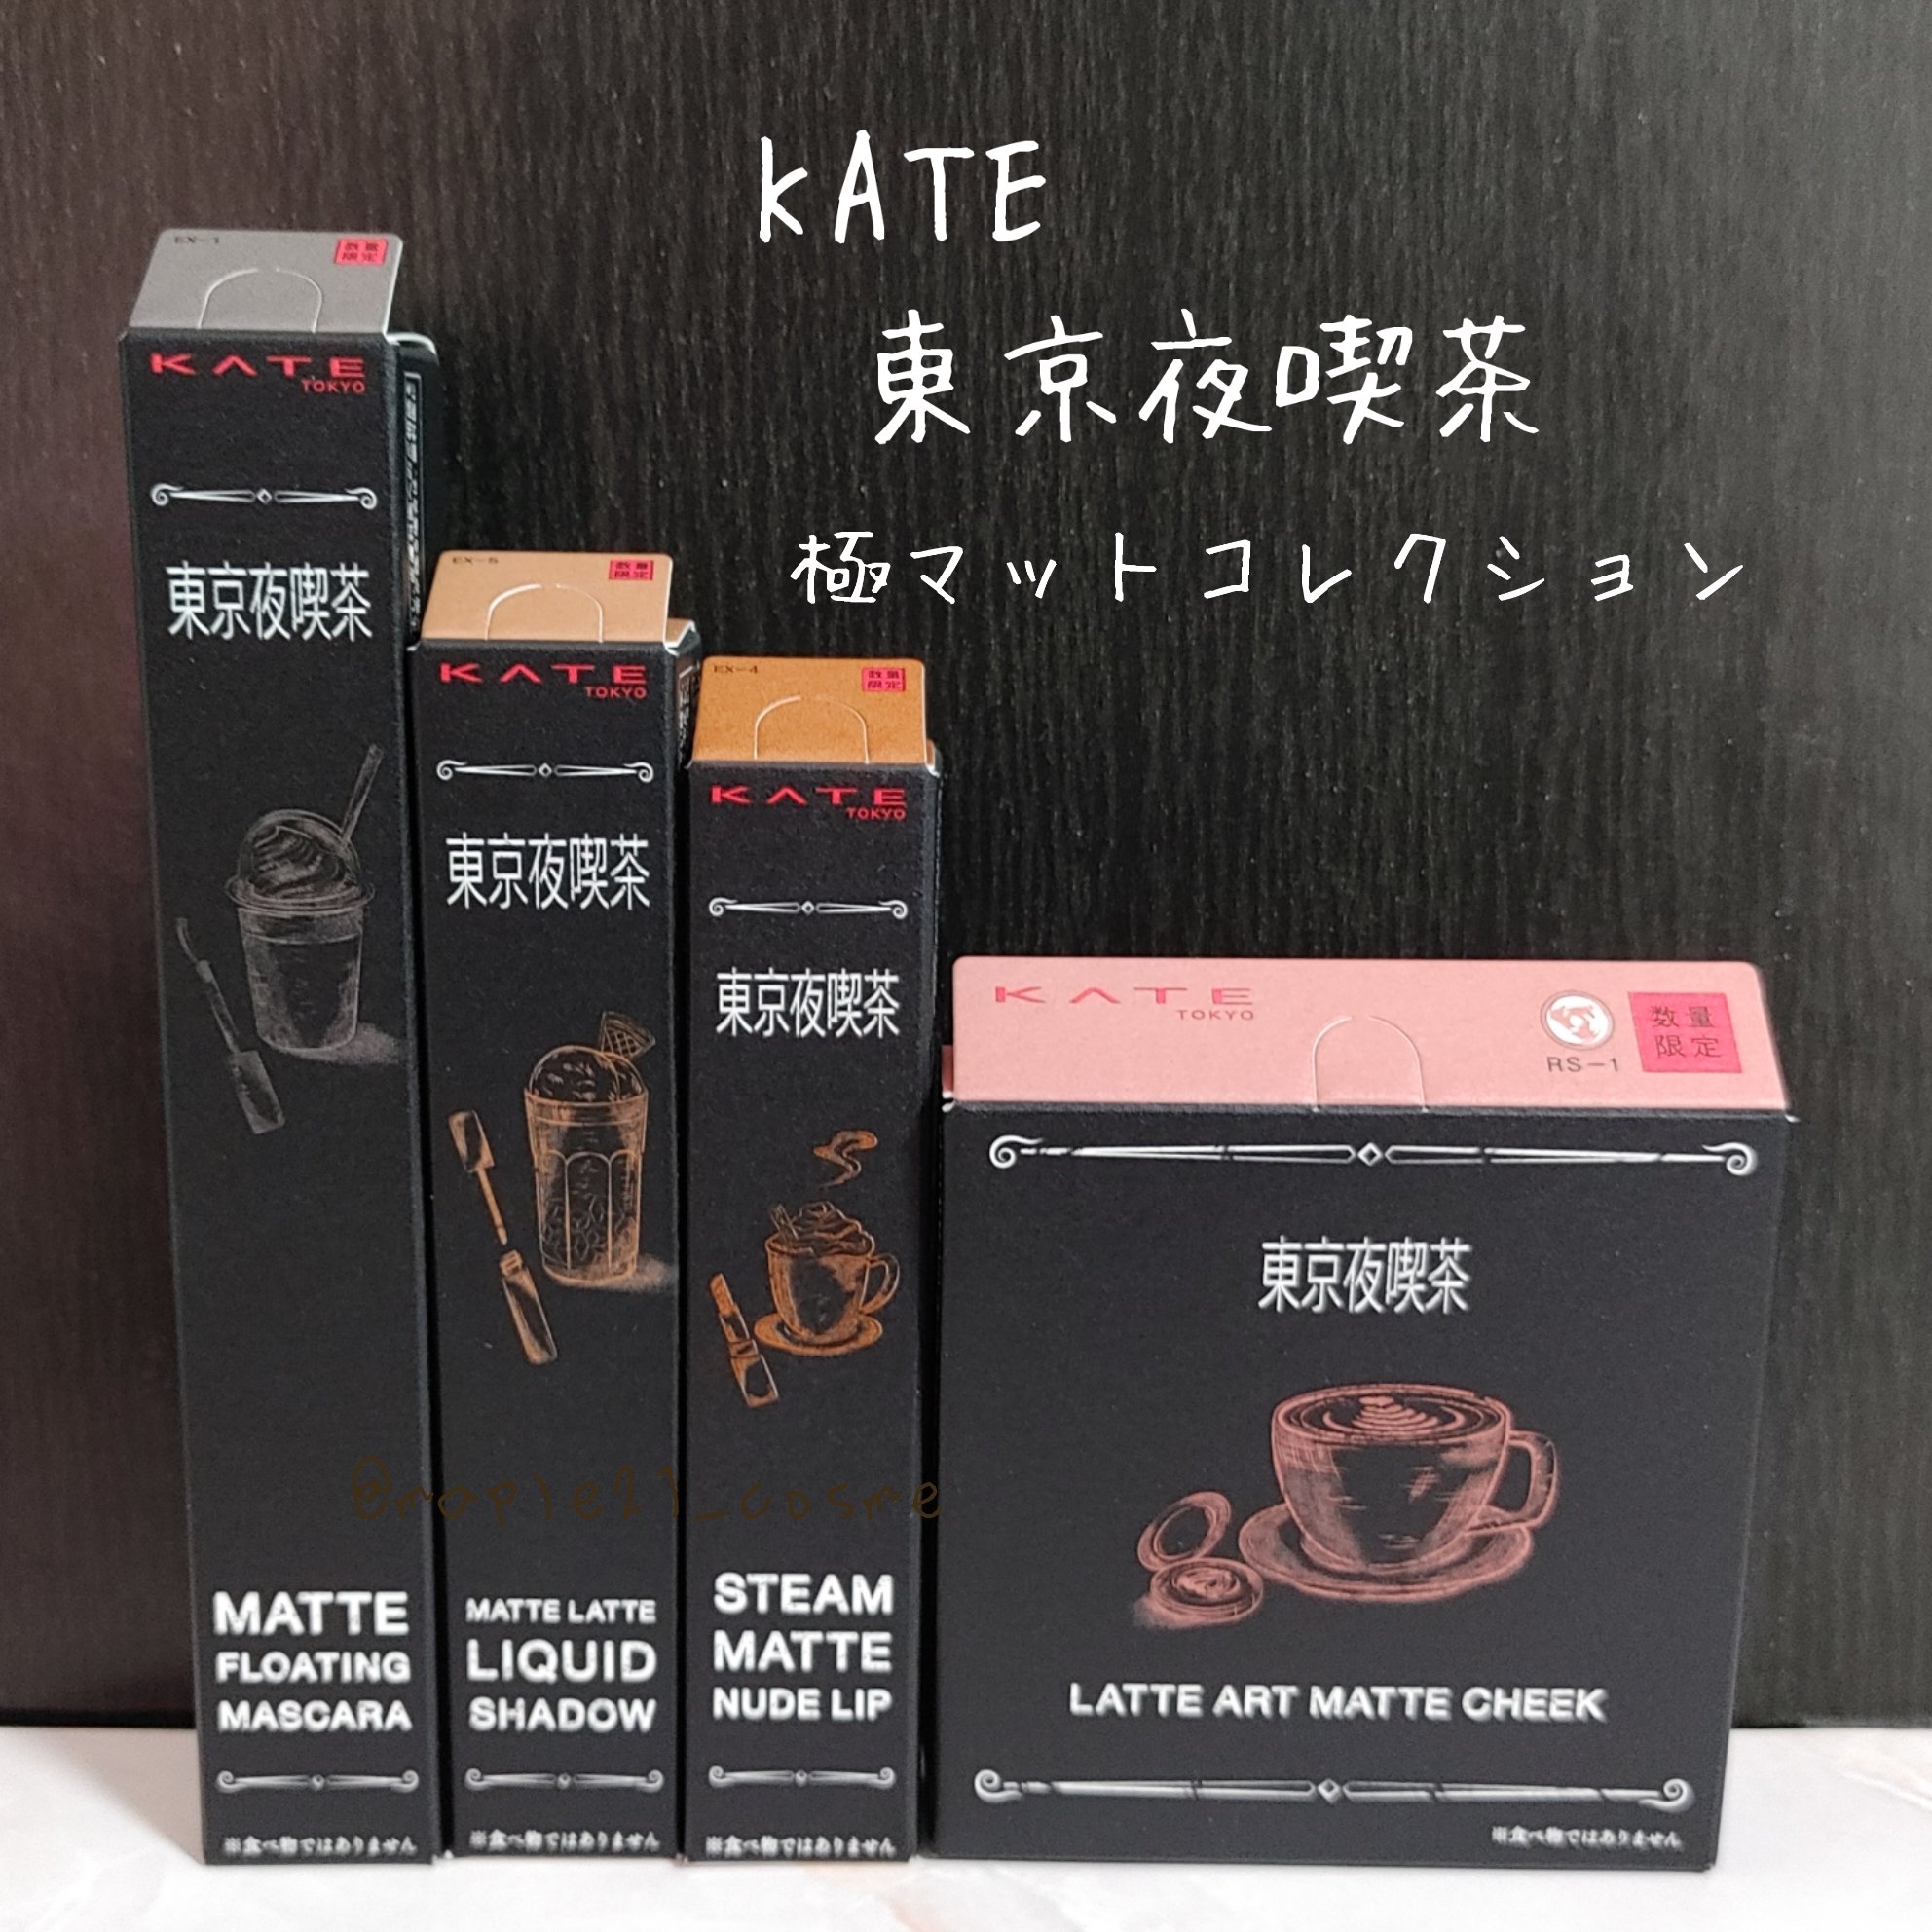 KATE
東京夜喫茶
極マットコレクション
EX-1
数量
限定
KATE
TOKYO
東京夜喫茶
MATTE
FLOATING
MASCARA
※食べ物ではありません
EX-5
数量
限定
KATE
TOKYO
東京夜喫茶
MATTE LATTE
LIQUID
SHADOW
※食べ物ではありません
EX-4
数量
限定
KATE
TOKYO
東京夜喫茶
STEAM
MATTE
NUDE LIP
※食べ物ではありません
KATE
TOKYO
RS-1
数量
限定
東京夜喫茶
LATTE ART MATTE CHEEK
※食べ物ではありません